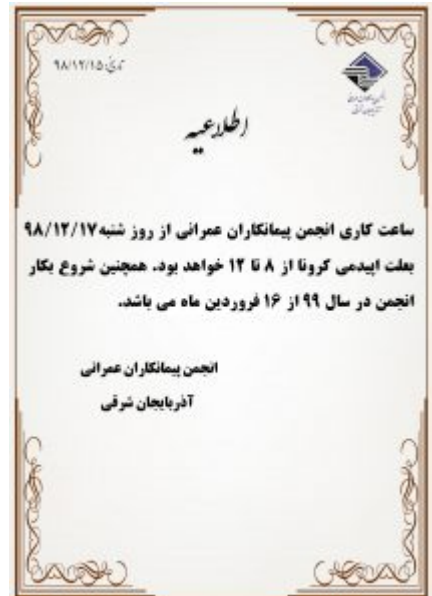 تاریخ: ۹۸/۱۲/۱۵
اطلاعیه
ساعت کاری انجمن پیمانکاران عمرانی از روز شنبه ۹۸/۱۲/۱۷
بعلت اپیدمی کرونا از ۸ تا ۱۲ خواهد بود. همچنین شروع بکار
انجمن در سال ۹۹ از ۱۶ فروردین ماه می باشد.
انجمن پیمانکاران عمرانی
آذربایجان شرقی